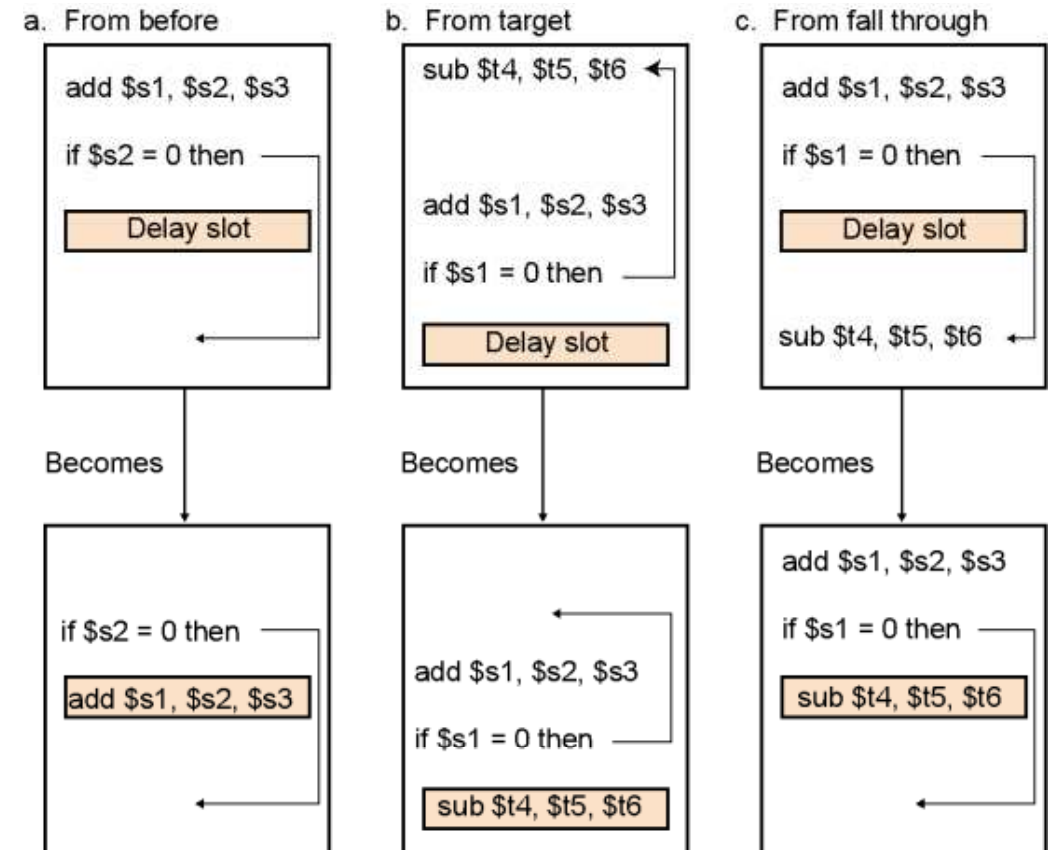 a. From before
add $s1, $s2, $s3
if $s2 = 0 then
Delay slot
Becomes
if $s2 = 0 then
add $s1, $s2, $s3
b. From target
sub $t4, $t5, $t6
add $s1, $s2, $s3
if $s1 = 0 then
Delay slot
Becomes
add $s1, $s2, $s3
if $s1 = 0 then
sub $t4, $t5, $t6
c. From fall through
add $s1, $s2, $s3
if $s1 = 0 then
Delay slot
sub $t4, $t5, $t6
Becomes
add $s1, $s2, $s3
if $s1 = 0 then
sub $t4, $t5, $t6